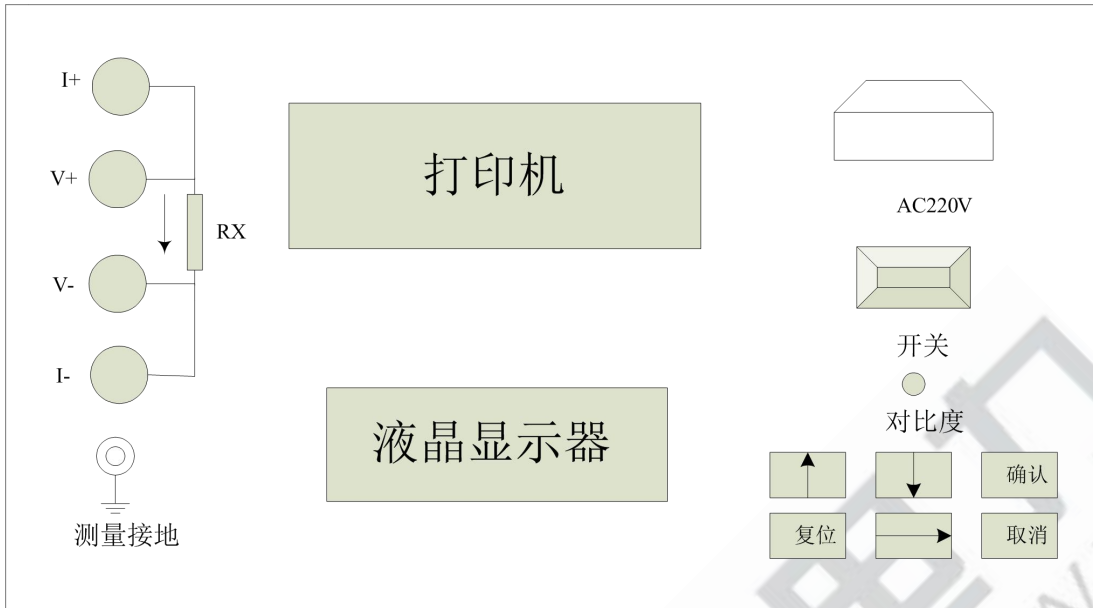 I+
V+
打印机
RX
AC220V
V-
开关
I-
对比度
液晶显示器
确认
测量接地
复位
取消